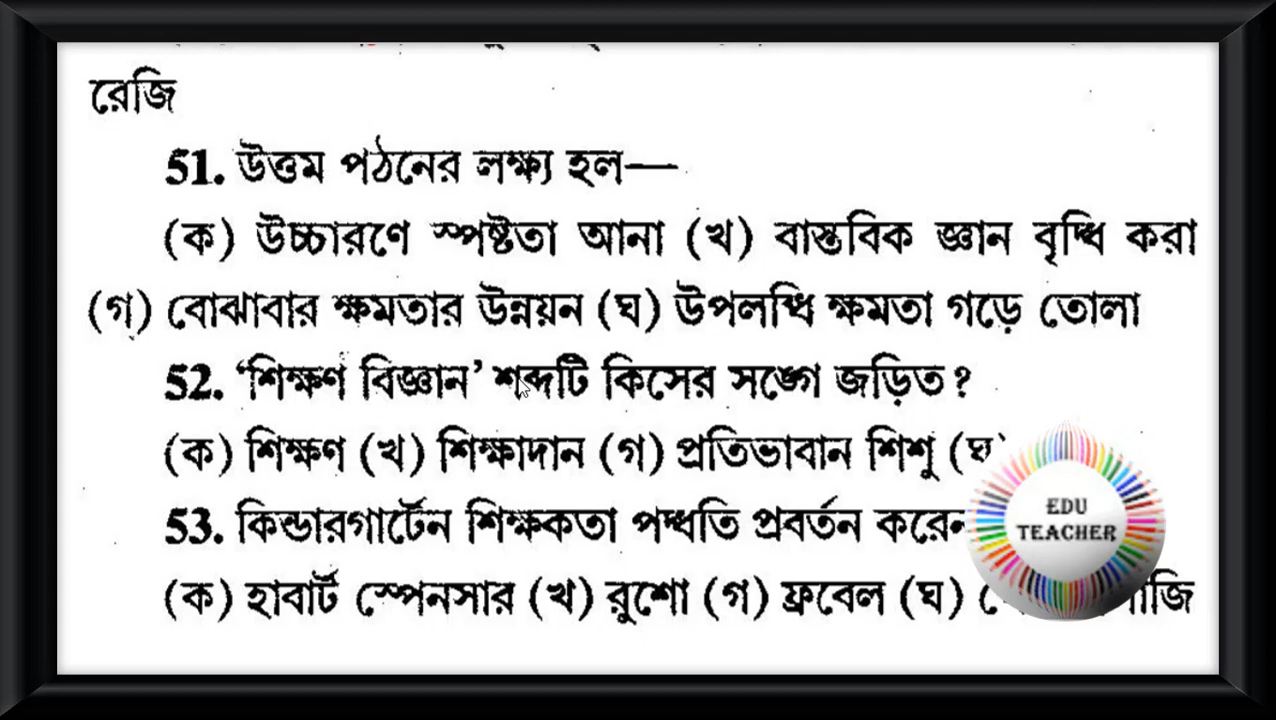 রেজি
51. উত্তম পঠনের লক্ষ্য হল—
(ক) উচ্চারণে স্পষ্টতা আনা (খ) বাস্তবিক জ্ঞান বৃদ্ধি করা
(গ) বোঝাবার ক্ষমতার উন্নয়ন (ঘ) উপলব্ধি ক্ষমতা গড়ে তোলা
52. ‘শিক্ষণ বিজ্ঞান’ শব্দটি কিসের সঙ্গে জড়িত?
(ক) শিক্ষণ (খ) শিক্ষাদান (গ) প্রতিভাবান শিশু (ঘ)
53. কিন্ডারগার্টেন শিক্ষকতা পদ্ধতি প্রবর্তন করেন
(ক) হাবার্ট স্পেনসার (খ) রুশো (গ) ফ্রবেল (ঘ)
EDU
TEACHER